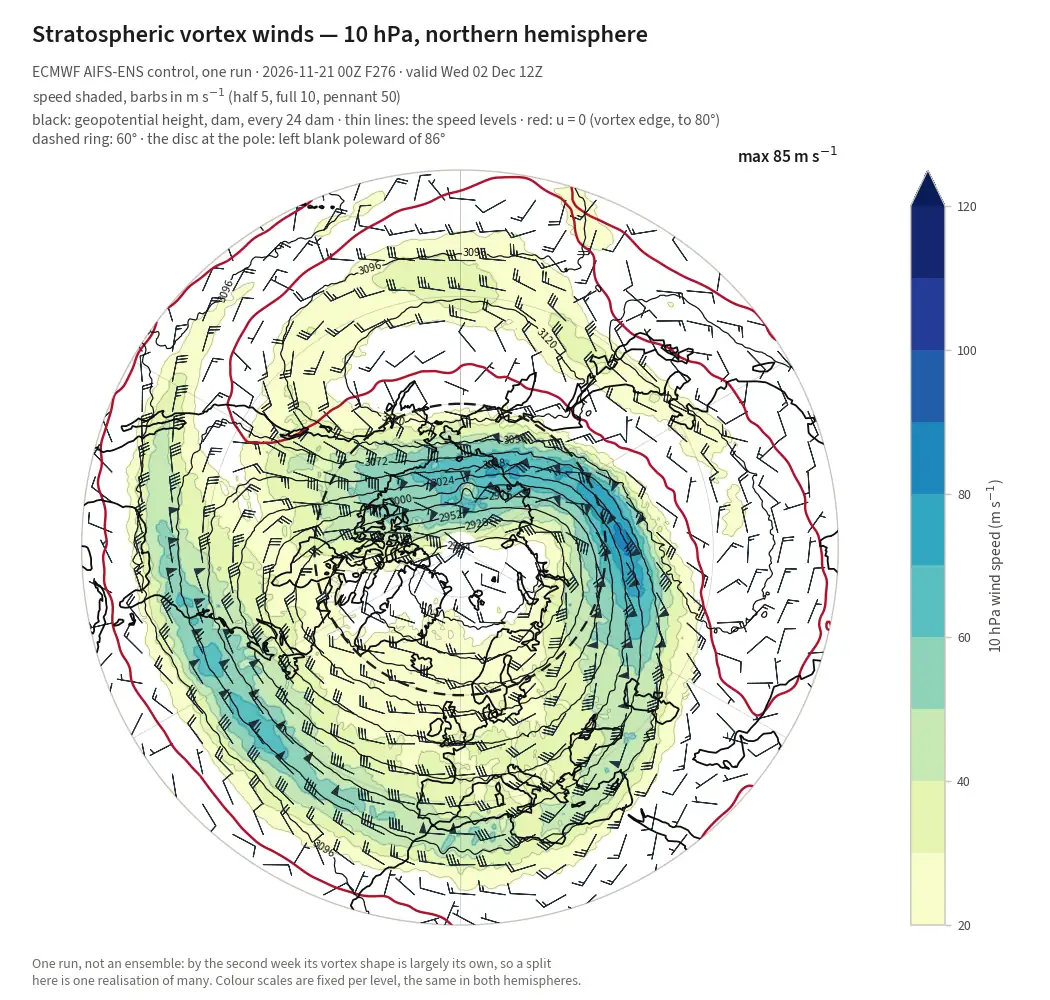 Stratospheric vortex winds — 10 hPa, northern hemisphere
ECMWF AIFS-ENS control, one run · 2026-11-21 00Z F276 · valid Wed 02 Dec 12Z
speed shaded, barbs in m s⁻¹ (half 5, full 10, pennant 50)
black: geopotential height, dam, every 24 dam · thin lines: the speed levels · red: u = 0 (vortex edge, to 80°)
dashed ring: 60° · the disc at the pole: left blank poleward of 86°
max 85 m s⁻¹
120
100
80
60
40
20
10 hPa wind speed (m s⁻¹)
3096
3096
3120
3072
3024
3000
2952
2928
3096
One run, not an ensemble: by the second week its vortex shape is largely its own, so a split
here is one realisation of many. Colour scales are fixed per level, the same in both hemispheres.